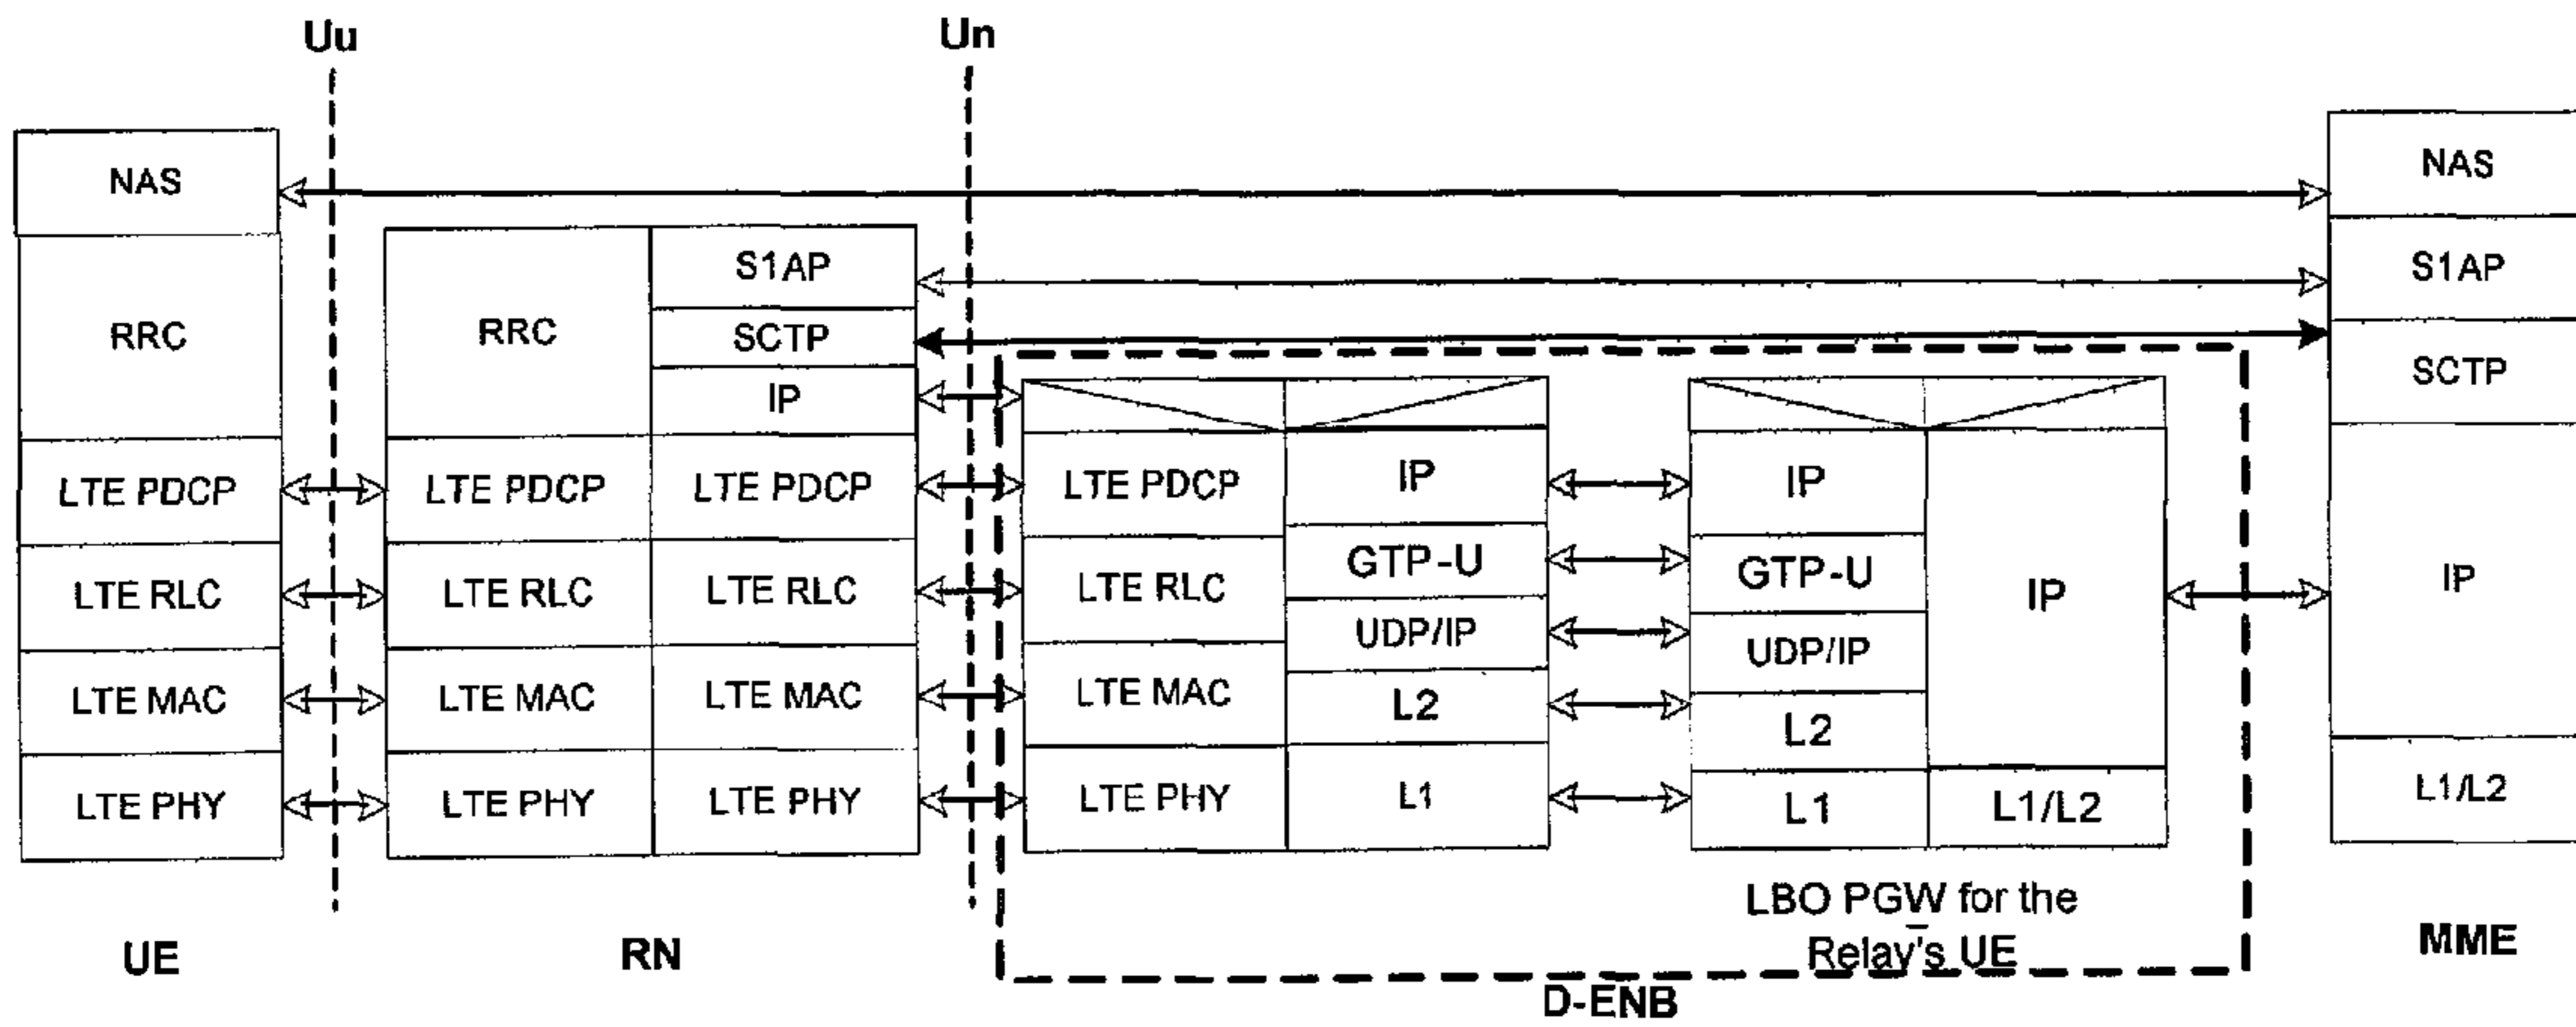 Uu
Un
NAS
RRC
LTE PDCP
LTE RLC
LTE MAC
LTE PHY
UE
RRC
LTE PDCP
LTE RLC
LTE MAC
LTE PHY
S1AP
SCTP
IP
LTE PDCP
LTE RLC
LTE MAC
LTE PHY
RN
LTE PDCP
LTE RLC
LTE MAC
LTE PHY
IP
GTP-U
UDP/IP
L2
L1
IP
GTP-U
UDP/IP
L2
L1
IP
L1/L2
LBO PGW for the
Relay's UE
D-ENB
NAS
S1AP
SCTP
IP
L1/L2
MME